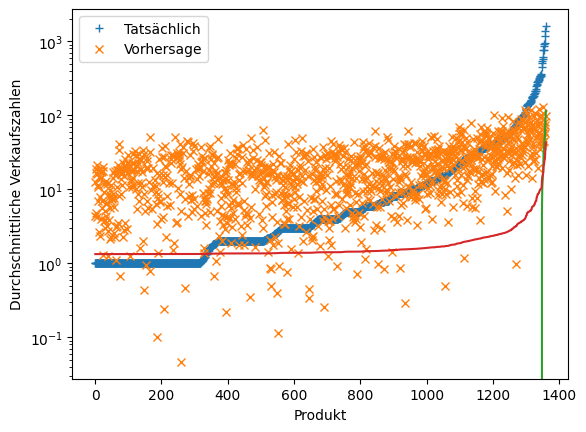 Tatsächlich
Vorhersage
Durchschnittliche Verkaufszahlen
10³
10²
10¹
10⁰
10⁻¹
0 200 400 600 800 1000 1200 1400
Produkt